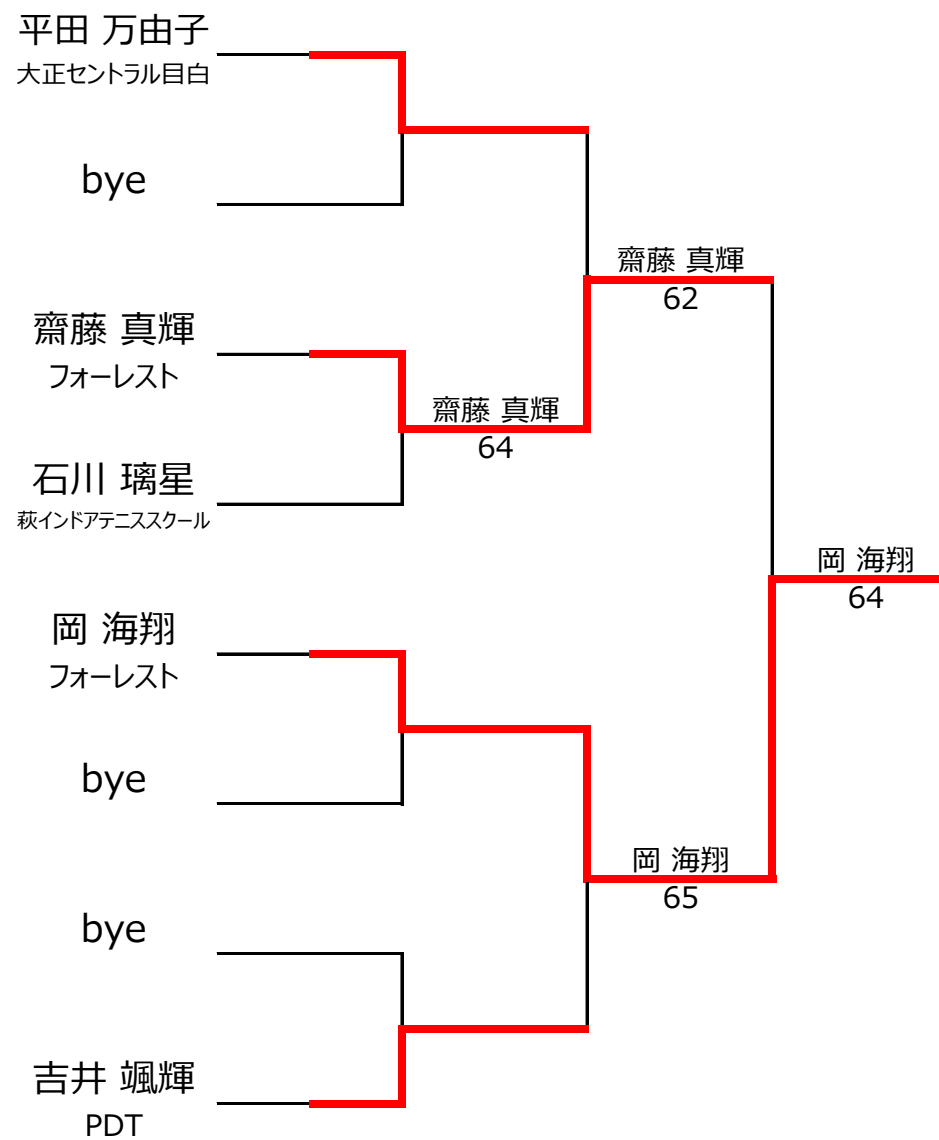 平田 万由子
大正セントラル目白
bye
齋藤 真輝
フォーレスト
石川 璃星
萩インドアテニススクール
岡 海翔
フォーレスト
bye
bye
吉井 颯輝
PDT
齋藤 真輝
64
齋藤 真輝
62
岡 海翔
65
岡 海翔
64